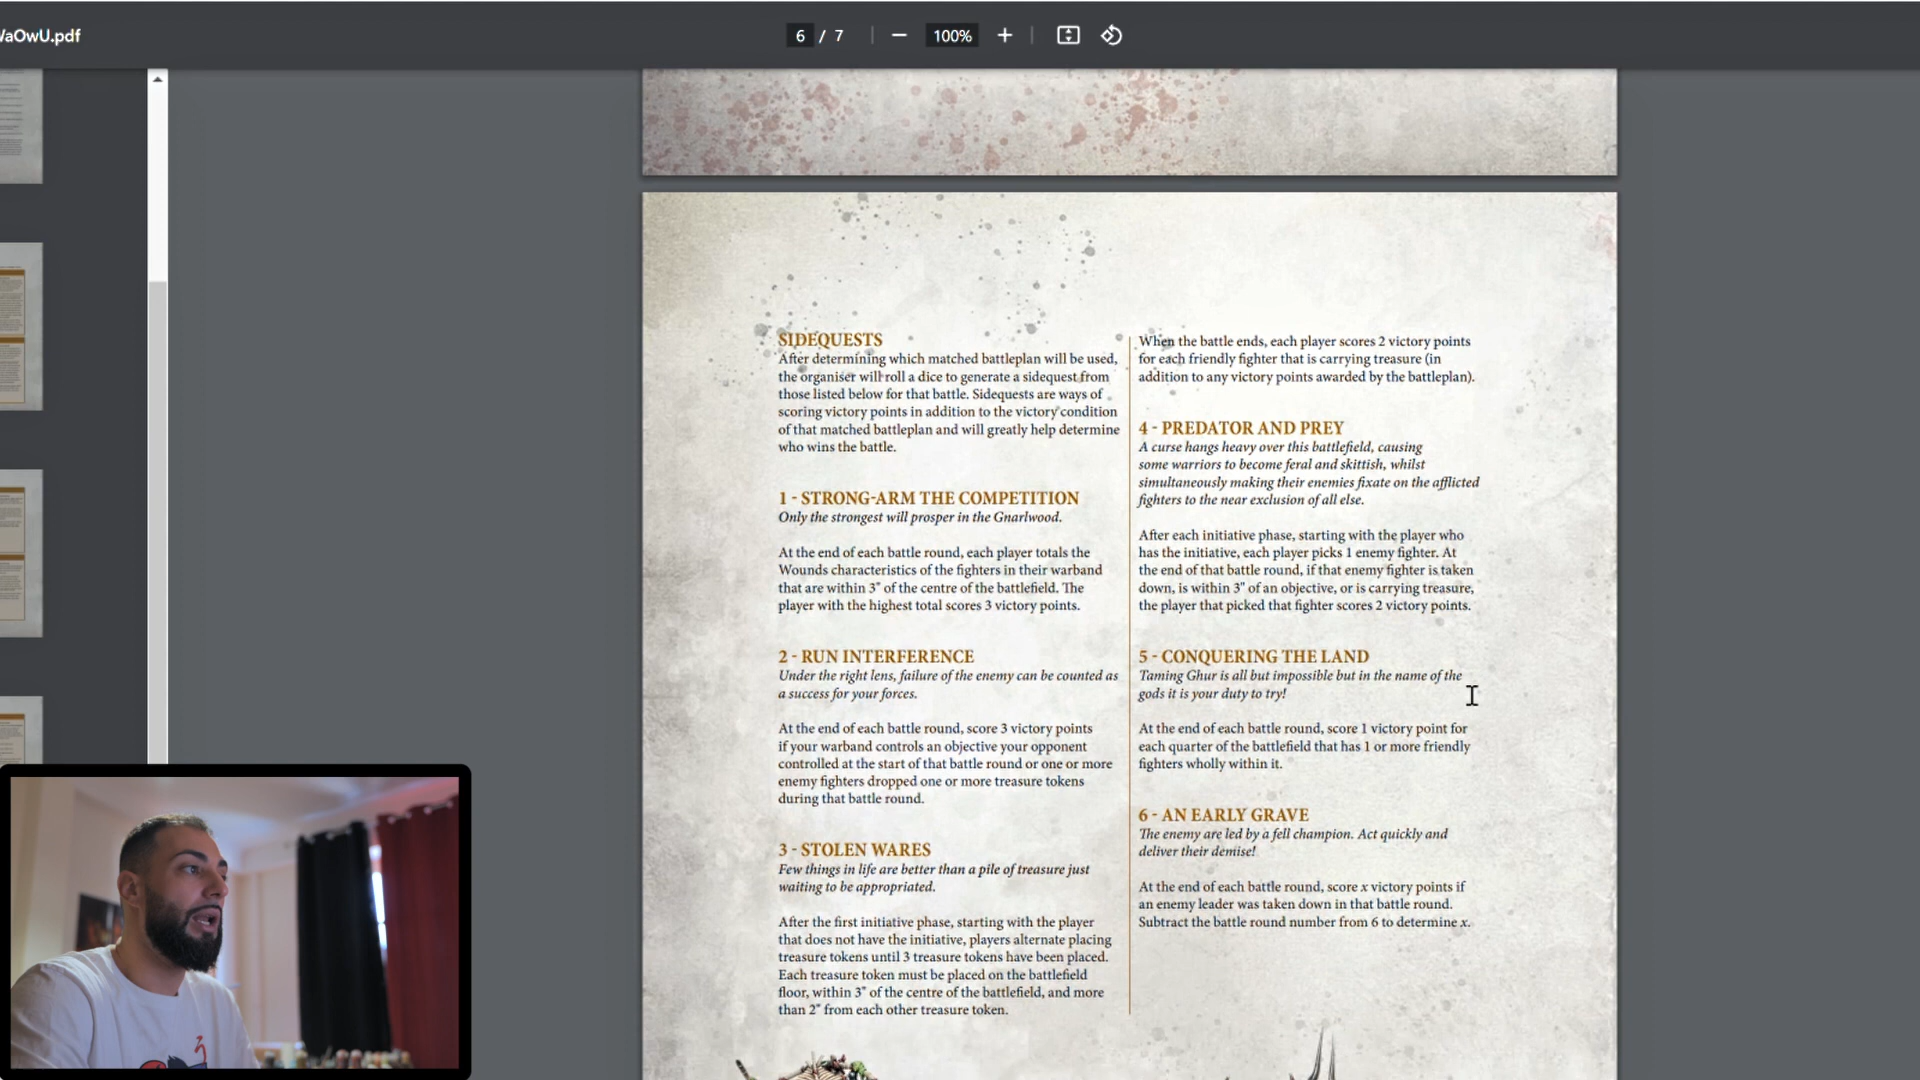 VaOwU.pdf
6 / 7
100%
SIDEQUESTS
After determining which matched battleplan will be used,
the organiser will roll a dice to generate a sidequest from
those listed below for that battle. Sidequests are ways of
scoring victory points in addition to the victory condition
of that matched battleplan and will greatly help determine
who wins the battle.
1 - STRONG-ARM THE COMPETITION
Only the strongest will prosper in the Gnarlwood.
At the end of each battle round, each player totals the
Wounds characteristics of the fighters in their warband
that are within 3" of the centre of the battlefield. The
player with the highest total scores 3 victory points.
2 - RUN INTERFERENCE
Under the right lens, failure of the enemy can be counted as
a success for your forces.
At the end of each battle round, score 3 victory points
if your warband controls an objective your opponent
controlled at the start of that battle round or one or more
enemy fighters dropped one or more treasure tokens
during that battle round.
3 - STOLEN WARES
Few things in life are better than a pile of treasure just
waiting to be appropriated.
After the first initiative phase, starting with the player
that does not have the initiative, players alternate placing
treasure tokens until 3 treasure tokens have been placed.
Each treasure token must be placed on the battlefield
floor, within 3" of the centre of the battlefield, and more
than 2" from each other treasure token.
When the battle ends, each player scores 2 victory points
for each friendly fighter that is carrying treasure (in
addition to any victory points awarded by the battleplan).
4 - PREDATOR AND PREY
A curse hangs heavy over this battlefield, causing
some warriors to become feral and skittish, whilst
simultaneously making their enemies fixate on the afflicted
fighters to the near exclusion of all else.
After each initiative phase, starting with the player who
has the initiative, each player picks 1 enemy fighter. At
the end of that battle round, if that enemy fighter is taken
down, is within 3" of an objective, or is carrying treasure,
the player that picked that fighter scores 2 victory points.
5 - CONQUERING THE LAND
Taming Ghur is all but impossible but in the name of the
gods it is your duty to try!
At the end of each battle round, score 1 victory point for
each quarter of the battlefield that has 1 or more friendly
fighters wholly within it.
6 - AN EARLY GRAVE
The enemy are led by a fell champion. Act quickly and
deliver their demise!
At the end of each battle round, score x victory points if
an enemy leader was taken down in that battle round.
Subtract the battle round number from 6 to determine x.